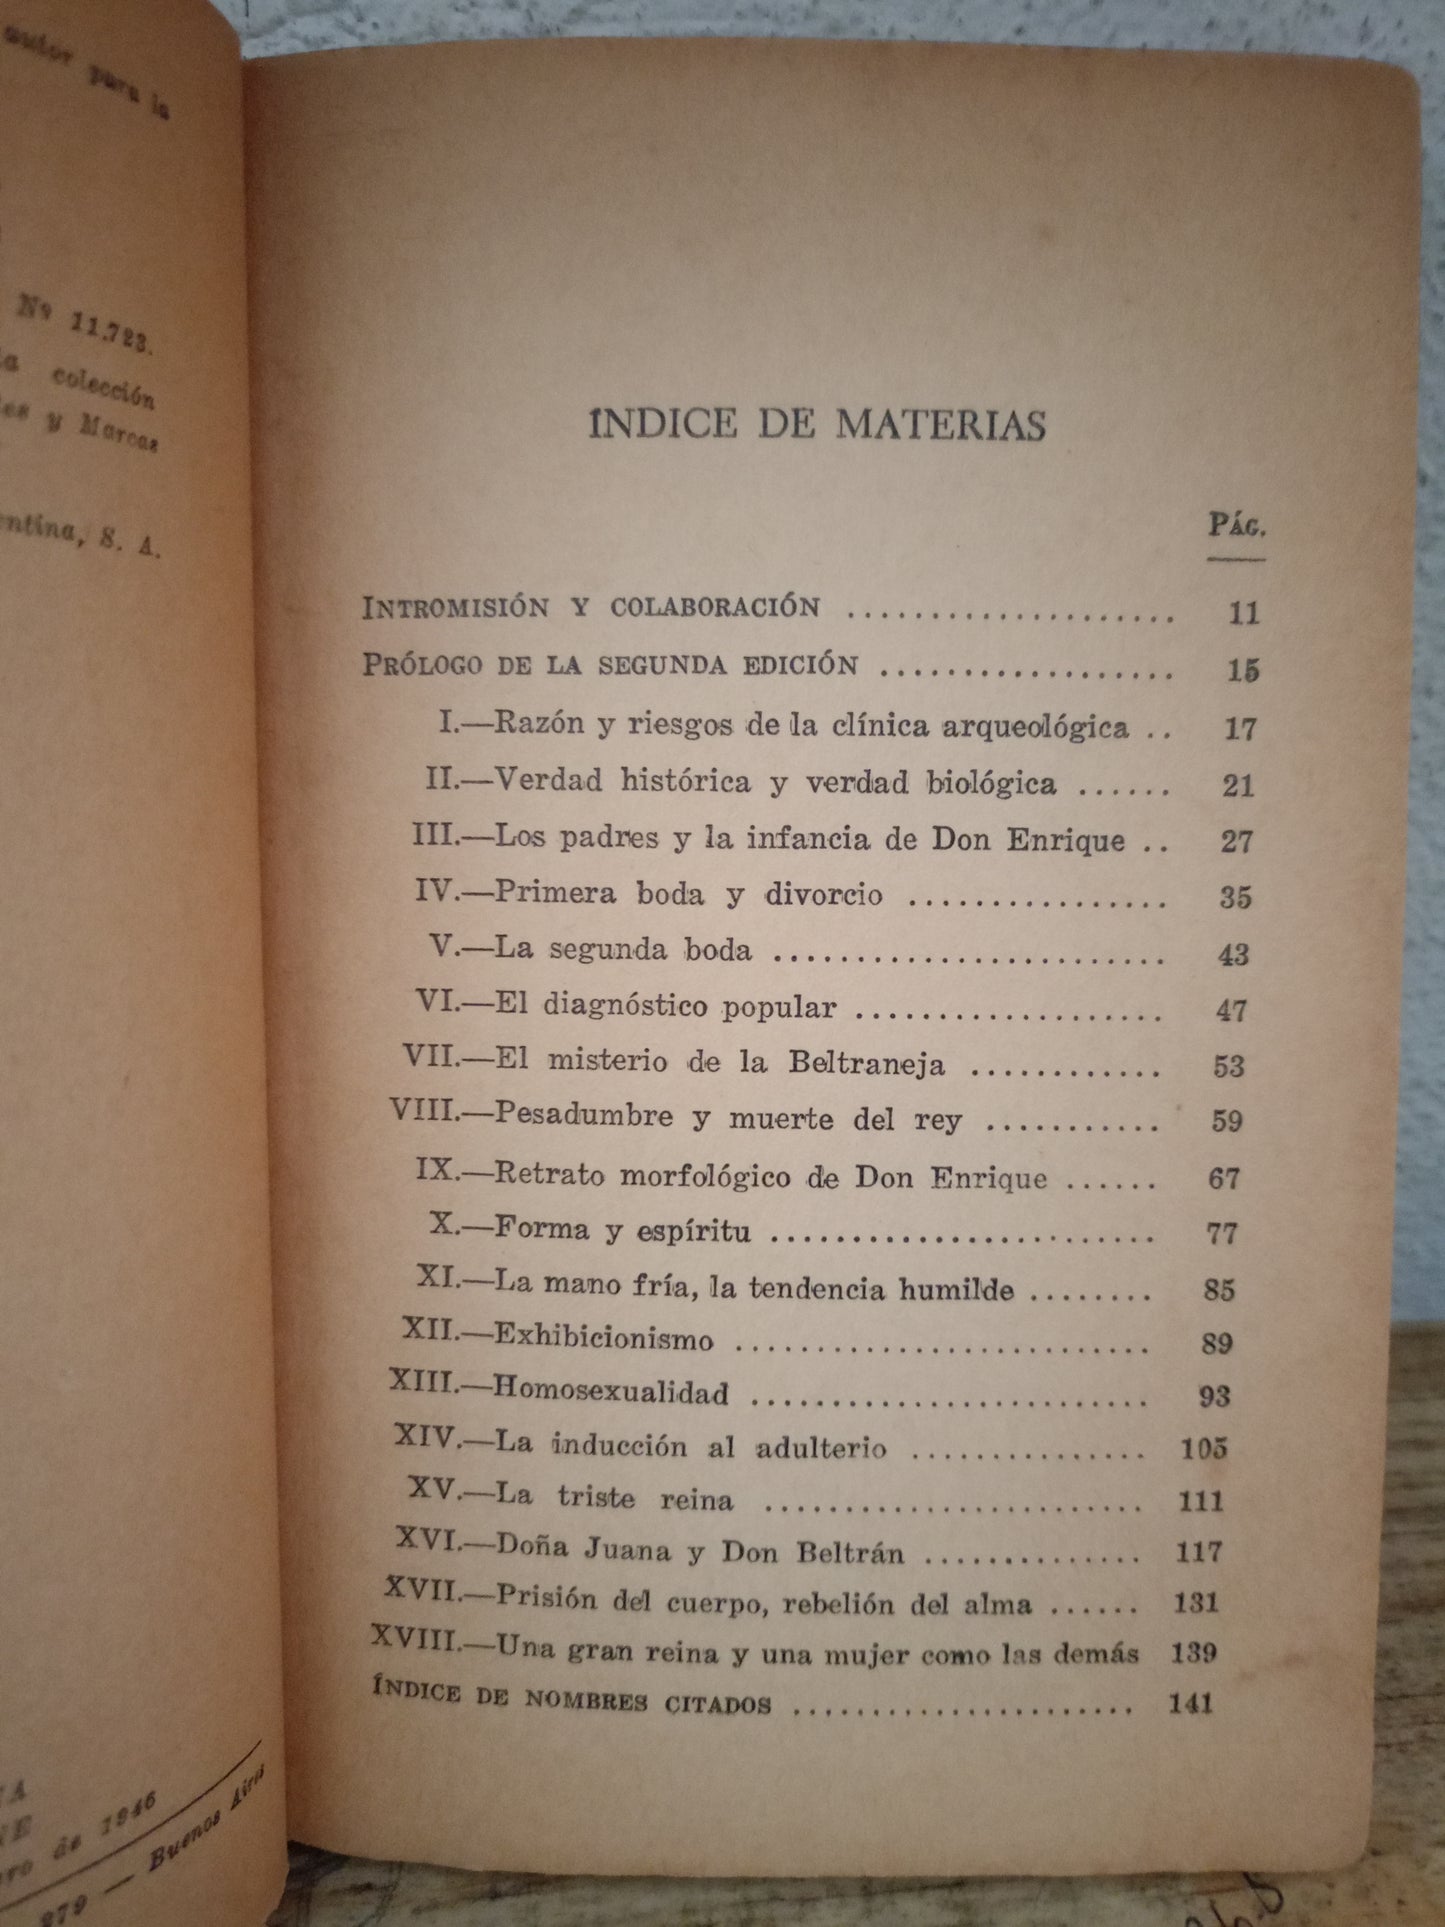 autor para la
Nº 11.723.
colección
y Marcas
S. A.
de 1946
279 — Buenos Aires
ÍNDICE DE MATERIAS
PÁG.
INTROMISIÓN Y COLABORACIÓN ..................... 11
PRÓLOGO DE LA SEGUNDA EDICIÓN .................. 15
I.—Razón y riesgos de la clínica arqueológica .. 17
II.—Verdad histórica y verdad biológica ...... 21
III.—Los padres y la infancia de Don Enrique .. 27
IV.—Primera boda y divorcio ................ 35
V.—La segunda boda ........................ 43
VI.—El diagnóstico popular ................... 47
VII.—El misterio de la Beltraneja ............ 53
VIII.—Pesadumbre y muerte del rey ........... 59
IX.—Retrato morfológico de Don Enrique ...... 67
X.—Forma y espíritu ........................ 77
XI.—La mano fría, la tendencia humilde ........ 85
XII.—Exhibicionismo .......................... 89
XIII.—Homosexualidad ......................... 93
XIV.—La inducción al adulterio ............... 105
XV.—La triste reina ........................ 111
XVI.—Doña Juana y Don Beltrán .............. 117
XVII.—Prisión del cuerpo, rebelión del alma ...... 131
XVIII.—Una gran reina y una mujer como las demás 139
ÍNDICE DE NOMBRES CITADOS ...................... 141